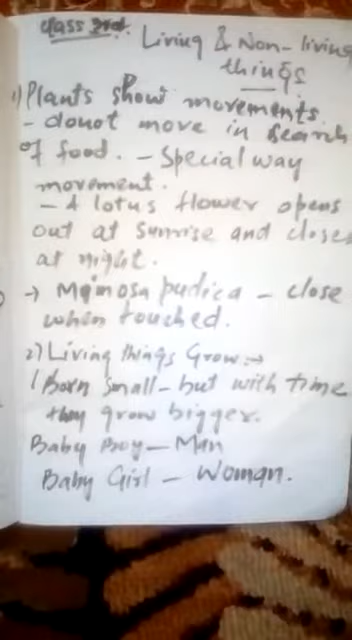 class 3rd.
Living & Non-living
things
1) Plants show movements.
- donot move in search
of food. - Special way
movement.
- A lotus flower opens
out at sunrise and closes
at night.
→ Mimosa pudica - close
when touched.
2) Living things Grow:→
Born small - but with time
they grow bigger.
Baby Boy - Man
Baby Girl - Woman.